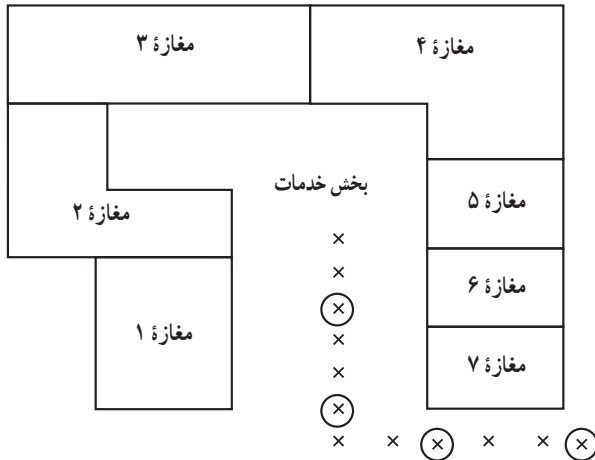 مغازهٔ ۳
مغازهٔ ۴
بخش خدمات
مغازهٔ ۵
مغازهٔ ۲
مغازهٔ ۶
مغازهٔ ۱
مغازهٔ ۷